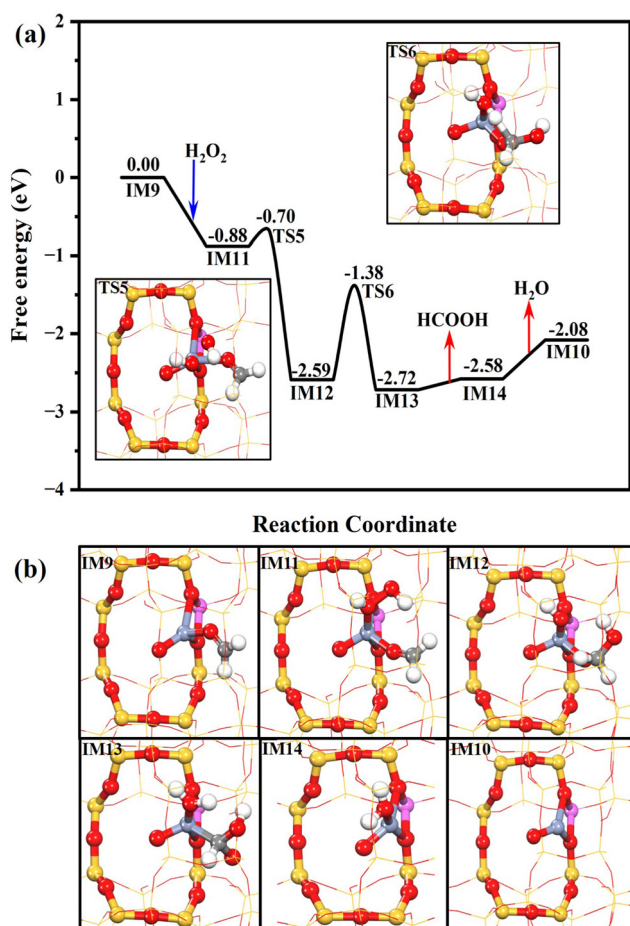 (a)
2
1
0
−1
−2
−3
−4
Free energy (eV)
TS6
0.00
IM9
H2O2
−0.88
IM11
−0.70
TS5
TS5
−1.38
TS6
−2.59
IM12
−2.72
IM13
HCOOH
−2.58
IM14
H2O
−2.08
IM10
Reaction Coordinate
(b)
IM9
IM11
IM12
IM13
IM14
IM10